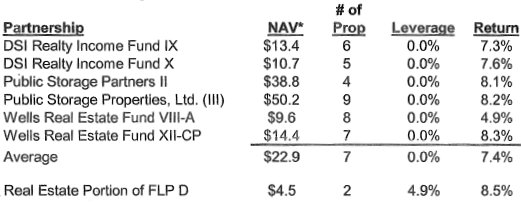 # of
Partnership NAV* Prop Leverage Return
DSI Realty Income Fund IX $13.4 6 0.0% 7.3%
DSI Realty Income Fund X $10.7 5 0.0% 7.6%
Public Storage Partners II $38.8 4 0.0% 8.1%
Public Storage Properties, Ltd. (III) $50.2 9 0.0% 8.2%
Wells Real Estate Fund VIII-A $9.6 8 0.0% 4.9%
Wells Real Estate Fund XII-CP $14.4 7 0.0% 8.3%
Average $22.9 7 0.0% 7.4%
Real Estate Portion of FLP D $4.5 2 4.9% 8.5%